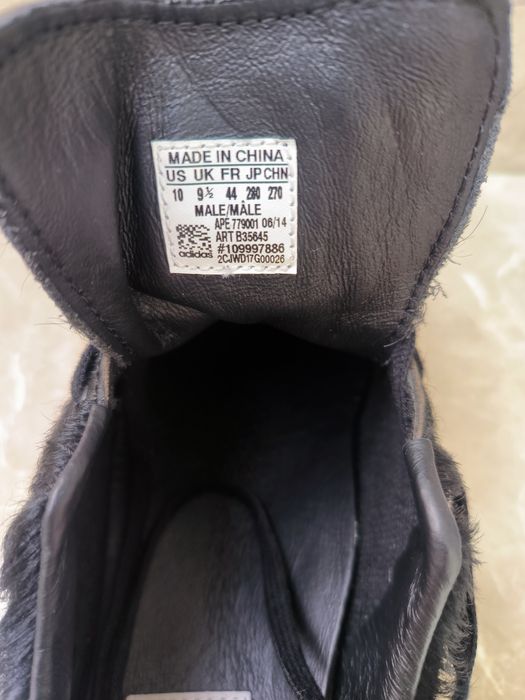 MADE IN CHINA
US UK FR JP CHN
10 9½ 44 280 270
MALE/MÂLE
APE 779001 06/14
ART B35645
#109997886
adidas 2CJWD17G00026